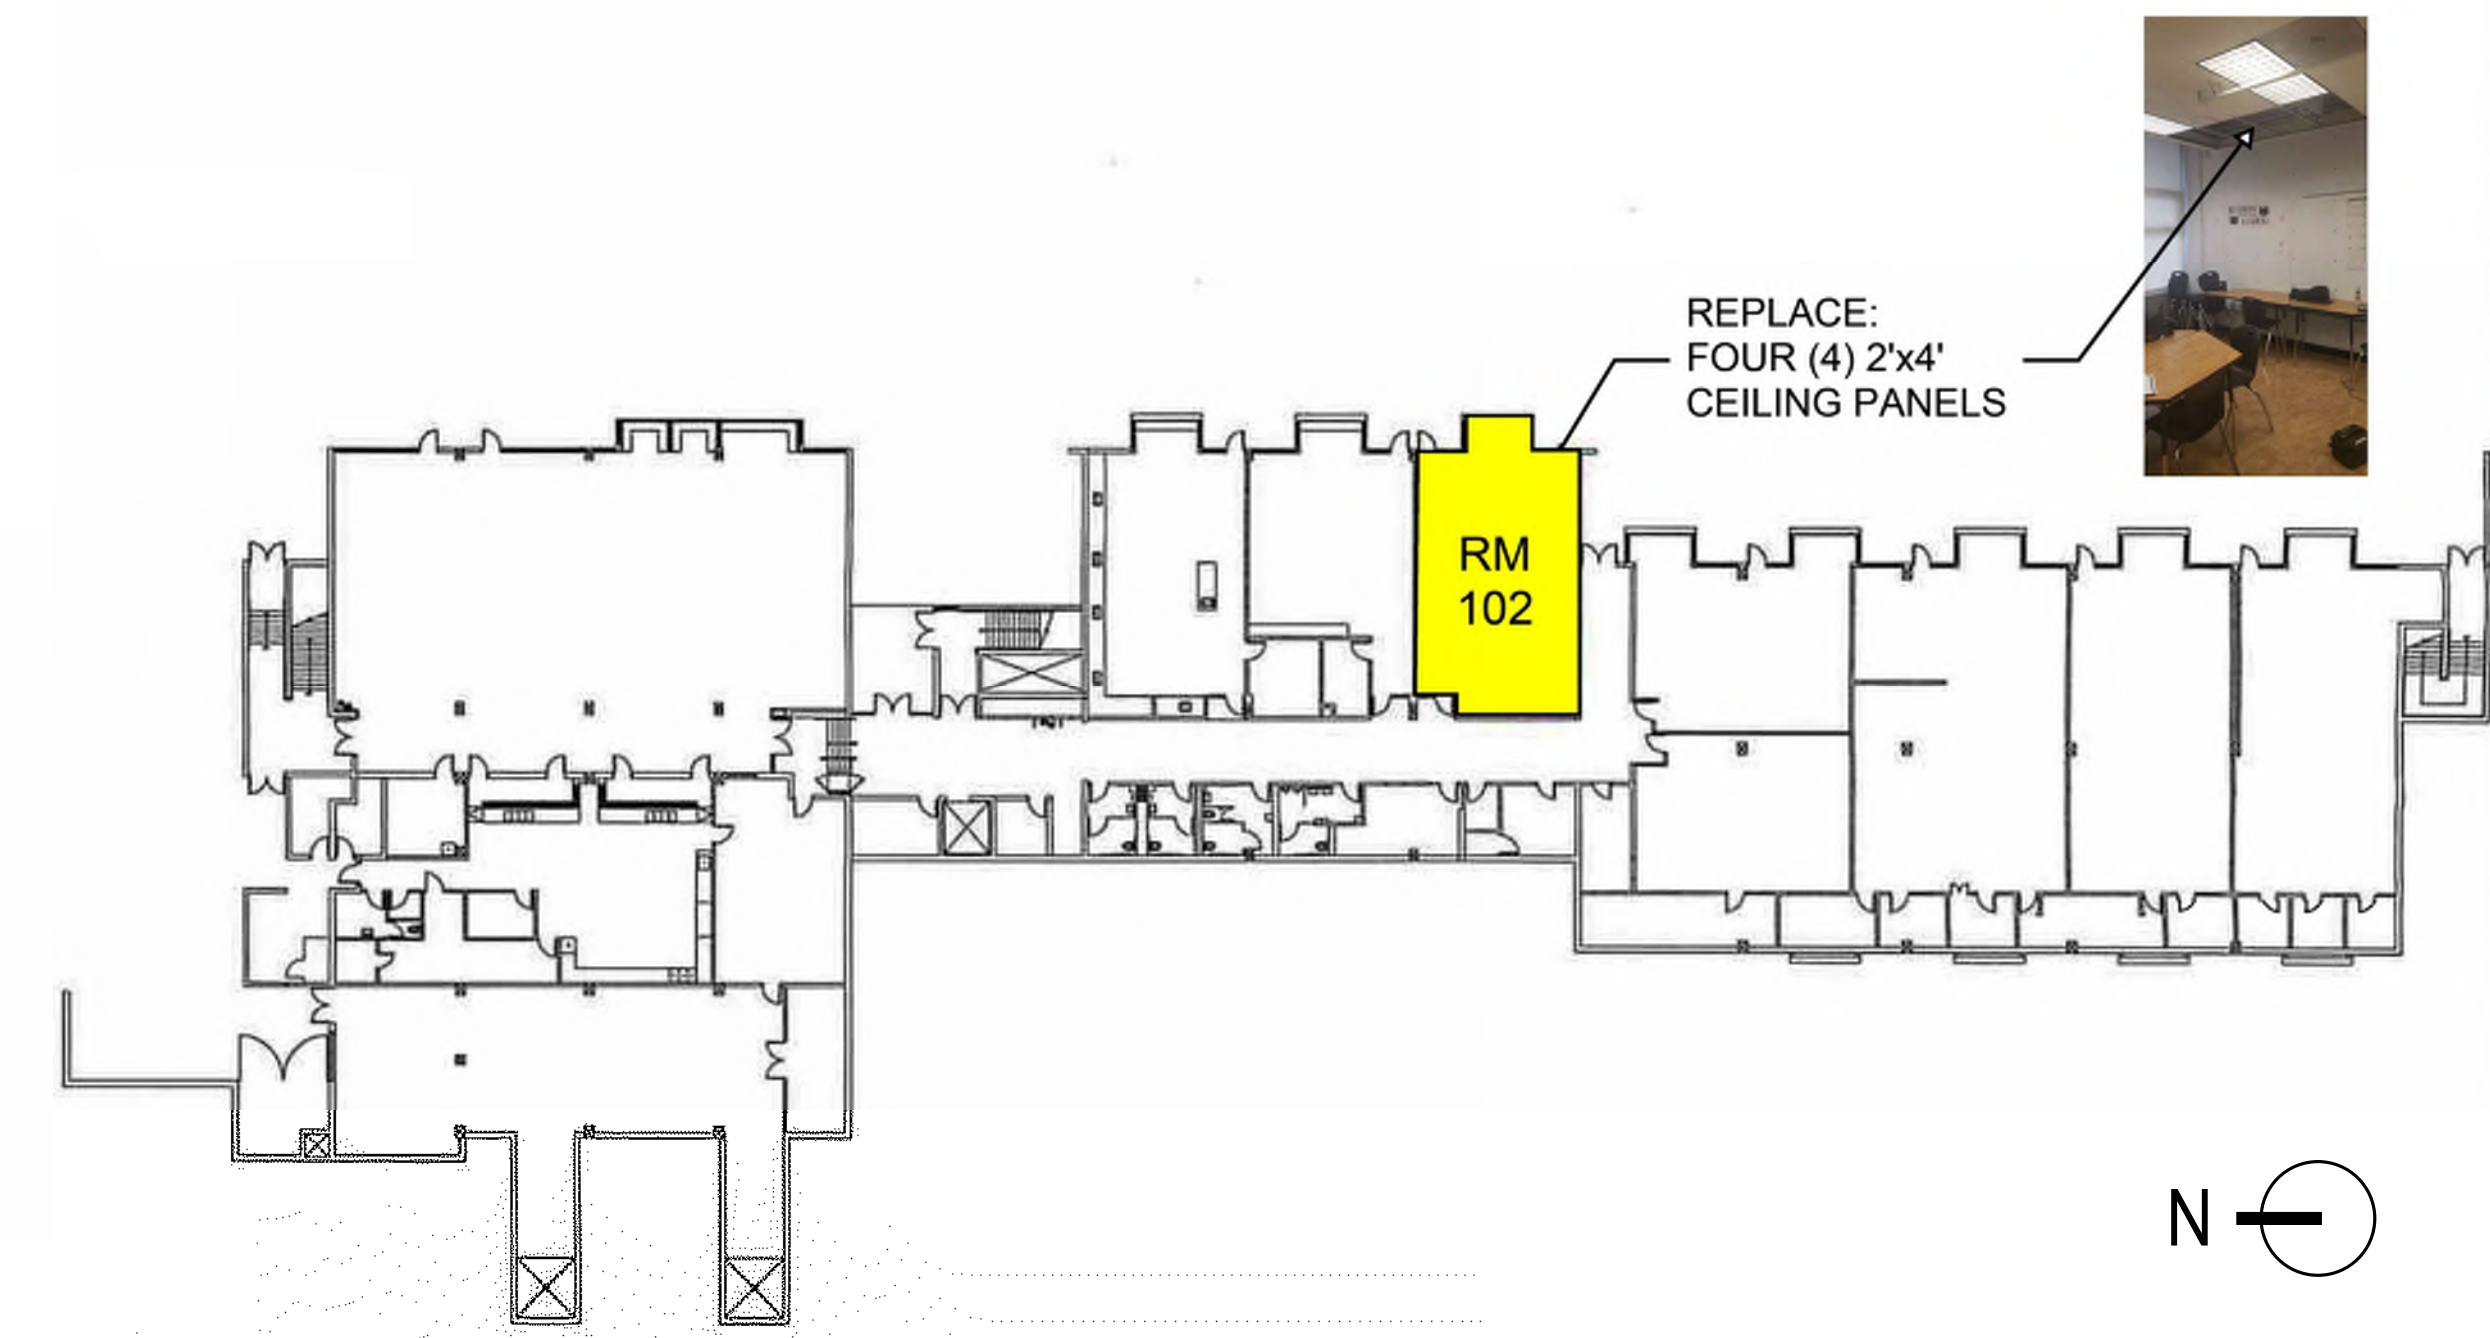 REPLACE:
FOUR (4) 2'x4'
CEILING PANELS
RM
102
N